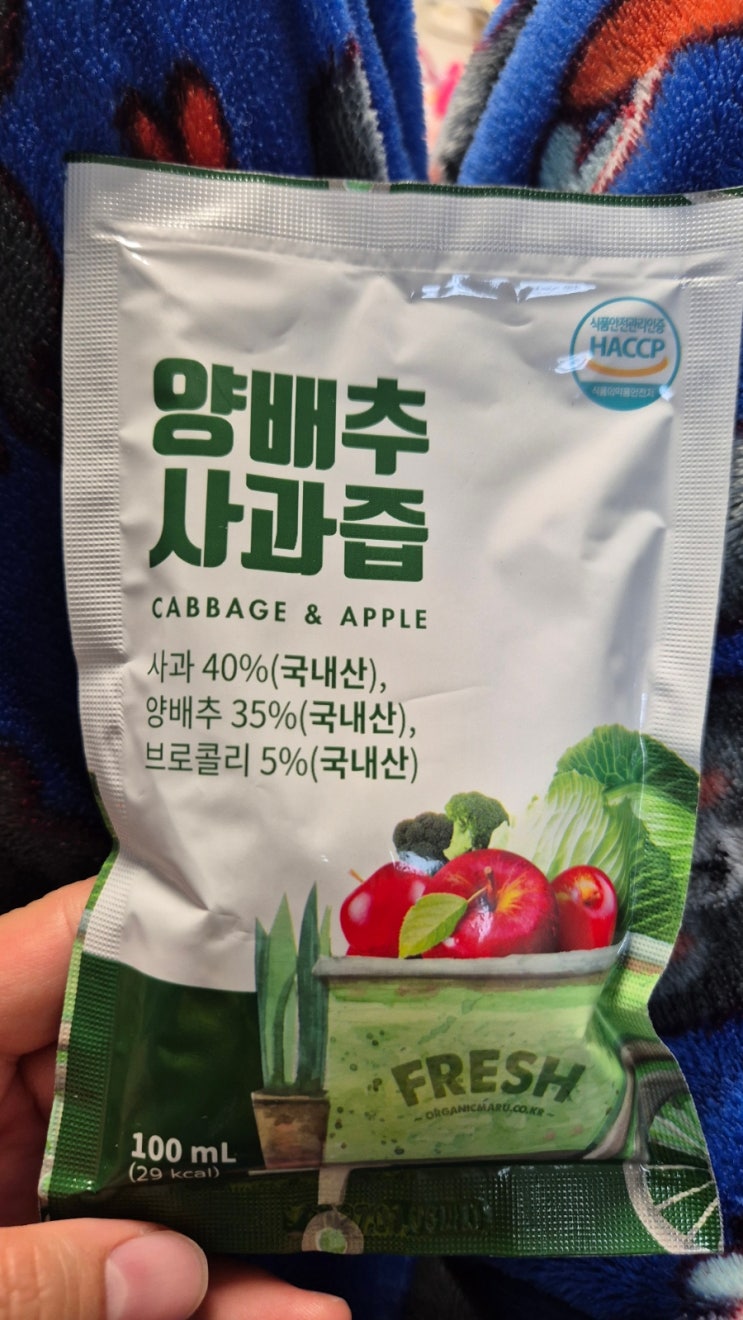 식품안전관리인증
HACCP
식품의약품안전처
양배추
사과즙
CABBAGE & APPLE
사과 40%(국내산),
양배추 35%(국내산),
브로콜리 5%(국내산)
FRESH
- ORGANICMARU.CO.KR -
100 mL
(29 kcal)